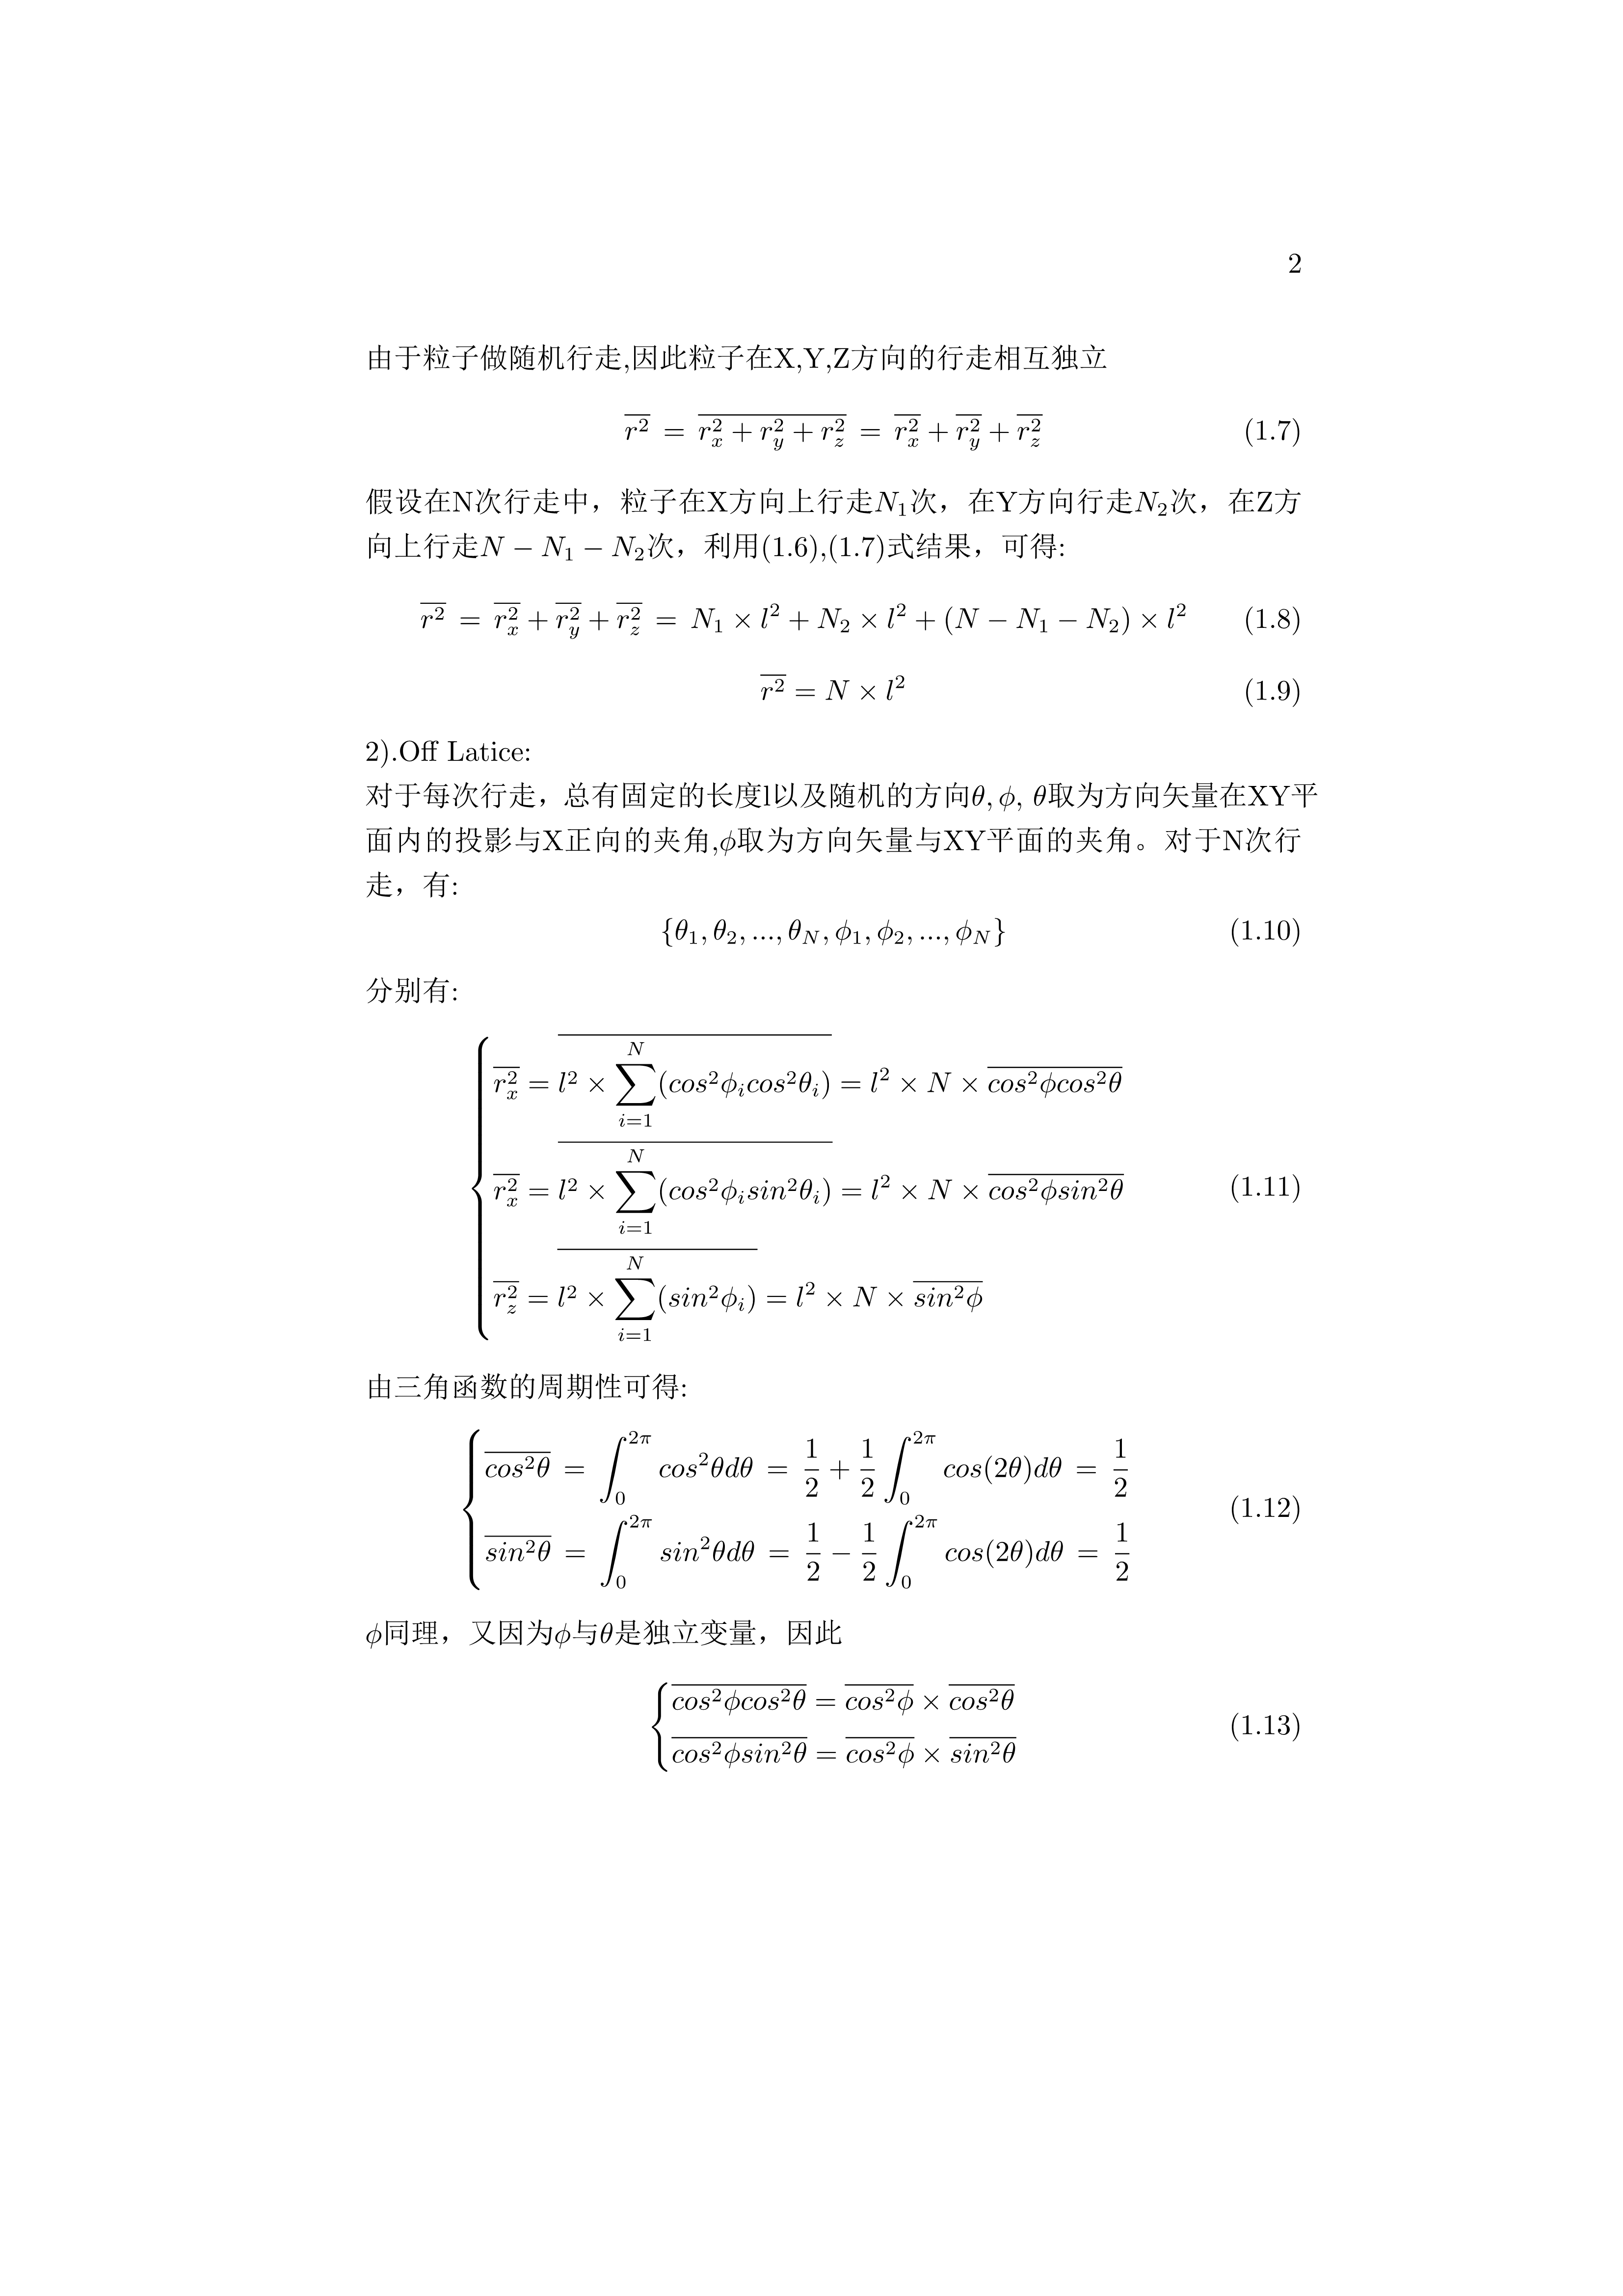 2
由于粒子做随机行走,因此粒子在X,Y,Z方向的行走相互独立
$\overline{r^2} = \overline{r_x^2 + r_y^2 + r_z^2} = \overline{r_x^2} + \overline{r_y^2} + \overline{r_z^2}$ (1.7)
假设在N次行走中，粒子在X方向上行走$N_1$次，在Y方向行走$N_2$次，在Z方
向上行走$N - N_1 - N_2$次，利用(1.6),(1.7)式结果，可得:
$\overline{r^2} = \overline{r_x^2} + \overline{r_y^2} + \overline{r_z^2} = N_1 \times l^2 + N_2 \times l^2 + (N - N_1 - N_2) \times l^2$ (1.8)
$\overline{r^2} = N \times l^2$ (1.9)
2).Off Latice:
对于每次行走，总有固定的长度l以及随机的方向$\theta, \phi$, $\theta$取为方向矢量在XY平
面内的投影与X正向的夹角,$\phi$取为方向矢量与XY平面的夹角。对于N次行
走，有:
$\{\theta_1, \theta_2, ..., \theta_N, \phi_1, \phi_2, ..., \phi_N\}$ (1.10)
分别有:
$\overline{r_x^2} = \overline{l^2 \times \sum_{i=1}^{N} (cos^2\phi_i cos^2\theta_i)} = l^2 \times N \times \overline{cos^2\phi cos^2\theta}$
$\overline{r_x^2} = \overline{l^2 \times \sum_{i=1}^{N} (cos^2\phi_i sin^2\theta_i)} = l^2 \times N \times \overline{cos^2\phi sin^2\theta}$ (1.11)
$\overline{r_z^2} = \overline{l^2 \times \sum_{i=1}^{N} (sin^2\phi_i)} = l^2 \times N \times \overline{sin^2\phi}$
由三角函数的周期性可得:
$\overline{cos^2\theta} = \int_0^{2\pi} cos^2\theta d\theta = \frac{1}{2} + \frac{1}{2} \int_0^{2\pi} cos(2\theta) d\theta = \frac{1}{2}$
$\overline{sin^2\theta} = \int_0^{2\pi} sin^2\theta d\theta = \frac{1}{2} - \frac{1}{2} \int_0^{2\pi} cos(2\theta) d\theta = \frac{1}{2}$ (1.12)
$\phi$同理，又因为$\phi$与$\theta$是独立变量，因此
$\overline{cos^2\phi cos^2\theta} = \overline{cos^2\phi} \times \overline{cos^2\theta}$
$\overline{cos^2\phi sin^2\theta} = \overline{cos^2\phi} \times \overline{sin^2\theta}$ (1.13)